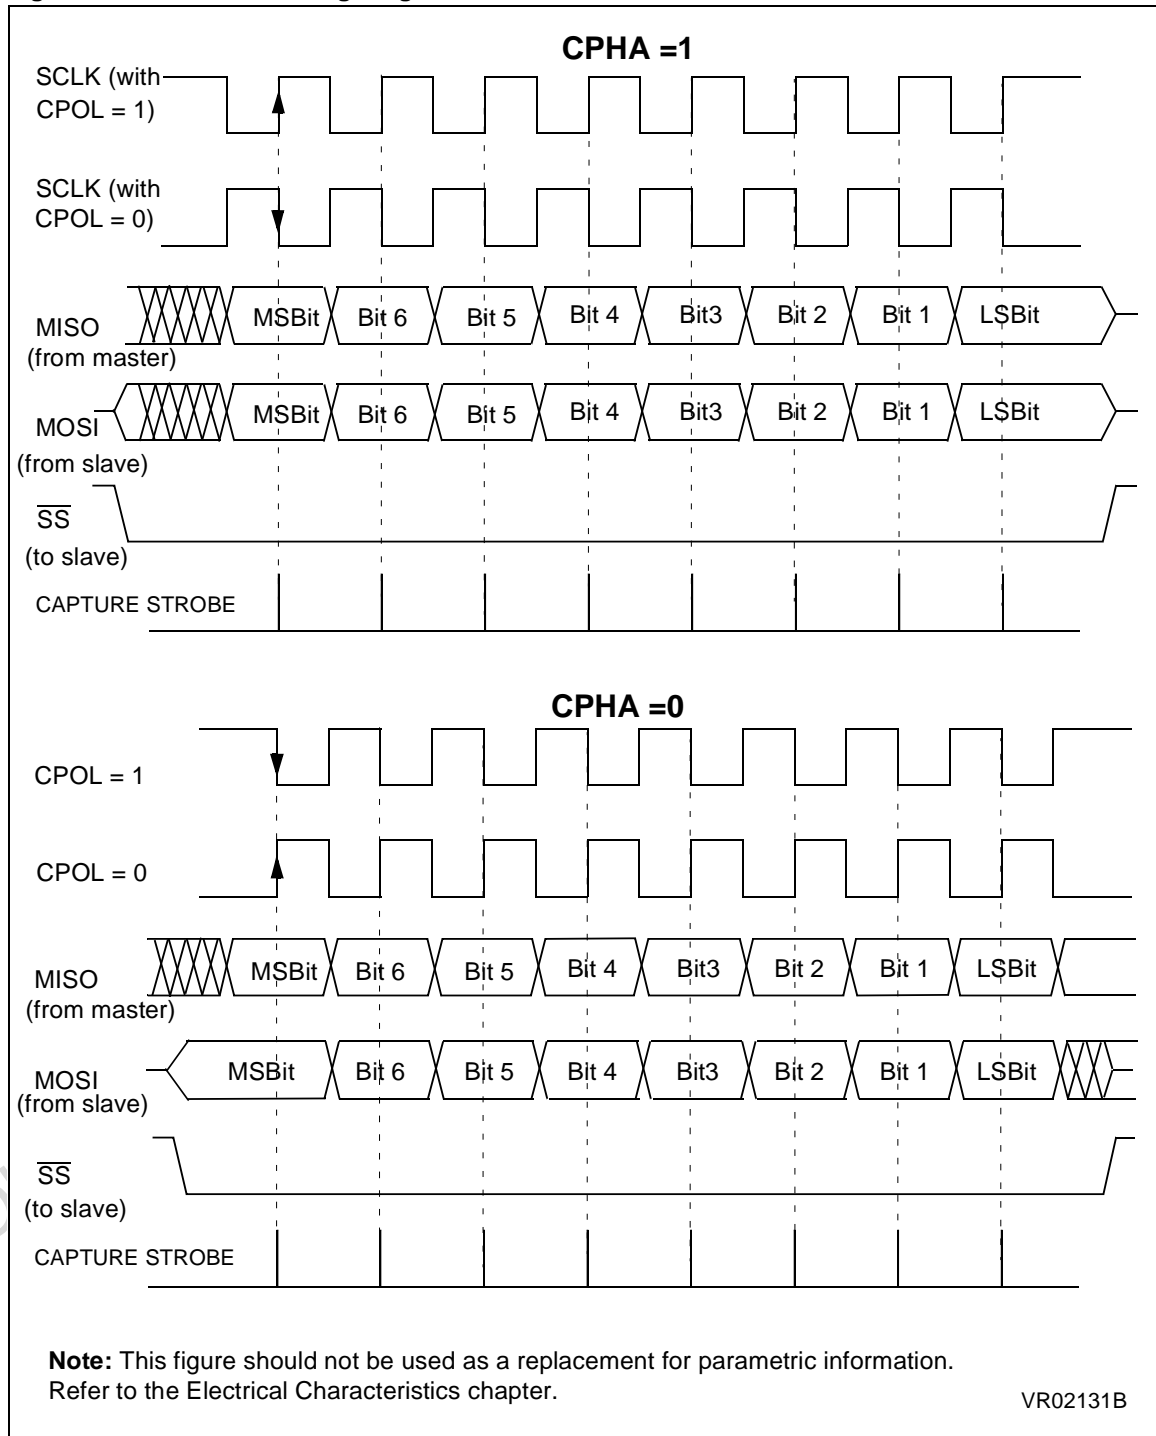 CPHA =1
SCLK (with
CPOL = 1)
SCLK (with
CPOL = 0)
MISO
(from master)
MSBit Bit 6 Bit 5 Bit 4 Bit3 Bit 2 Bit 1 LSBit
MOSI
(from slave)
MSBit Bit 6 Bit 5 Bit 4 Bit3 Bit 2 Bit 1 LSBit
SS
(to slave)
CAPTURE STROBE
CPHA =0
CPOL = 1
CPOL = 0
MISO
(from master)
MSBit Bit 6 Bit 5 Bit 4 Bit3 Bit 2 Bit 1 LSBit
MOSI
(from slave)
MSBit Bit 6 Bit 5 Bit 4 Bit3 Bit 2 Bit 1 LSBit
SS
(to slave)
CAPTURE STROBE
Note: This figure should not be used as a replacement for parametric information.
Refer to the Electrical Characteristics chapter.
VR02131B